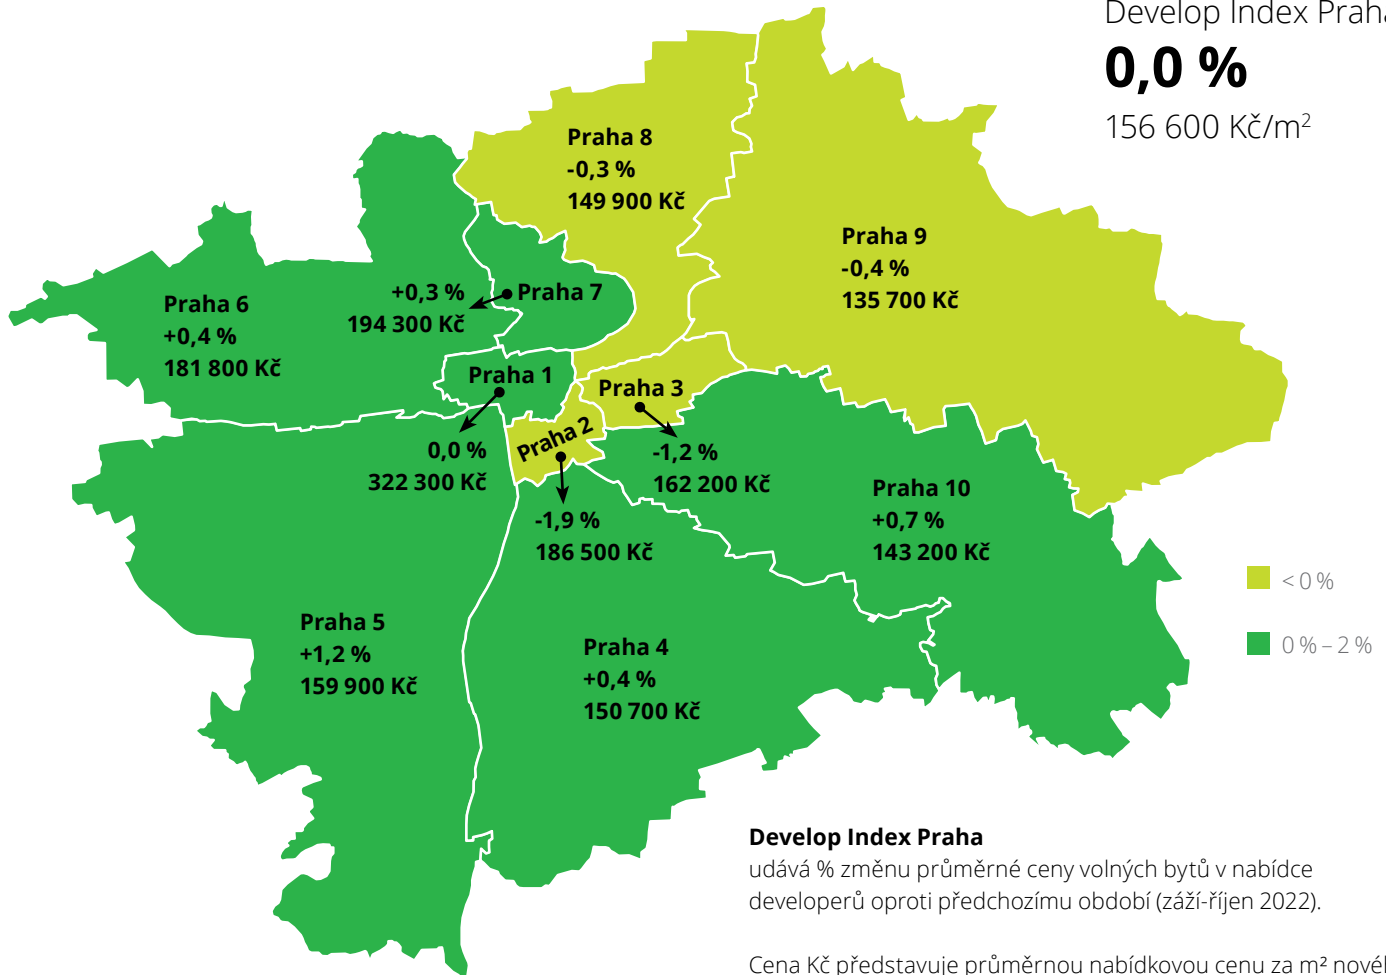 Develop Index Praha
0,0 %
156 600 Kč/m²
Praha 8
-0,3 %
149 900 Kč
Praha 9
-0,4 %
135 700 Kč
Praha 6
+0,4 %
181 800 Kč
+0,3 %
194 300 Kč
Praha 7
Praha 1
0,0 %
322 300 Kč
Praha 3
-1,2 %
162 200 Kč
Praha 2
-1,9 %
186 500 Kč
Praha 10
+0,7 %
143 200 Kč
< 0 %
0 % – 2 %
Praha 5
+1,2 %
159 900 Kč
Praha 4
+0,4 %
150 700 Kč
Develop Index Praha
udává % změnu průměrné ceny volných bytů v nabídce
developerů oproti předchozímu období (záží-říjen 2022).
Cena Kč představuje průměrnou nabídkovou cenu za m²